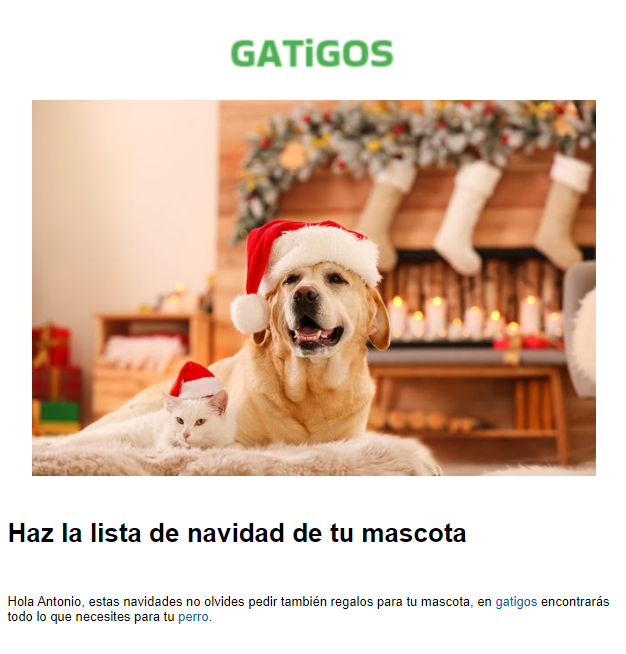 GATiGOS
Haz la lista de navidad de tu mascota
Hola Antonio, estas navidades no olvides pedir también regalos para tu mascota, en gatigos encontrarás
todo lo que necesites para tu perro.